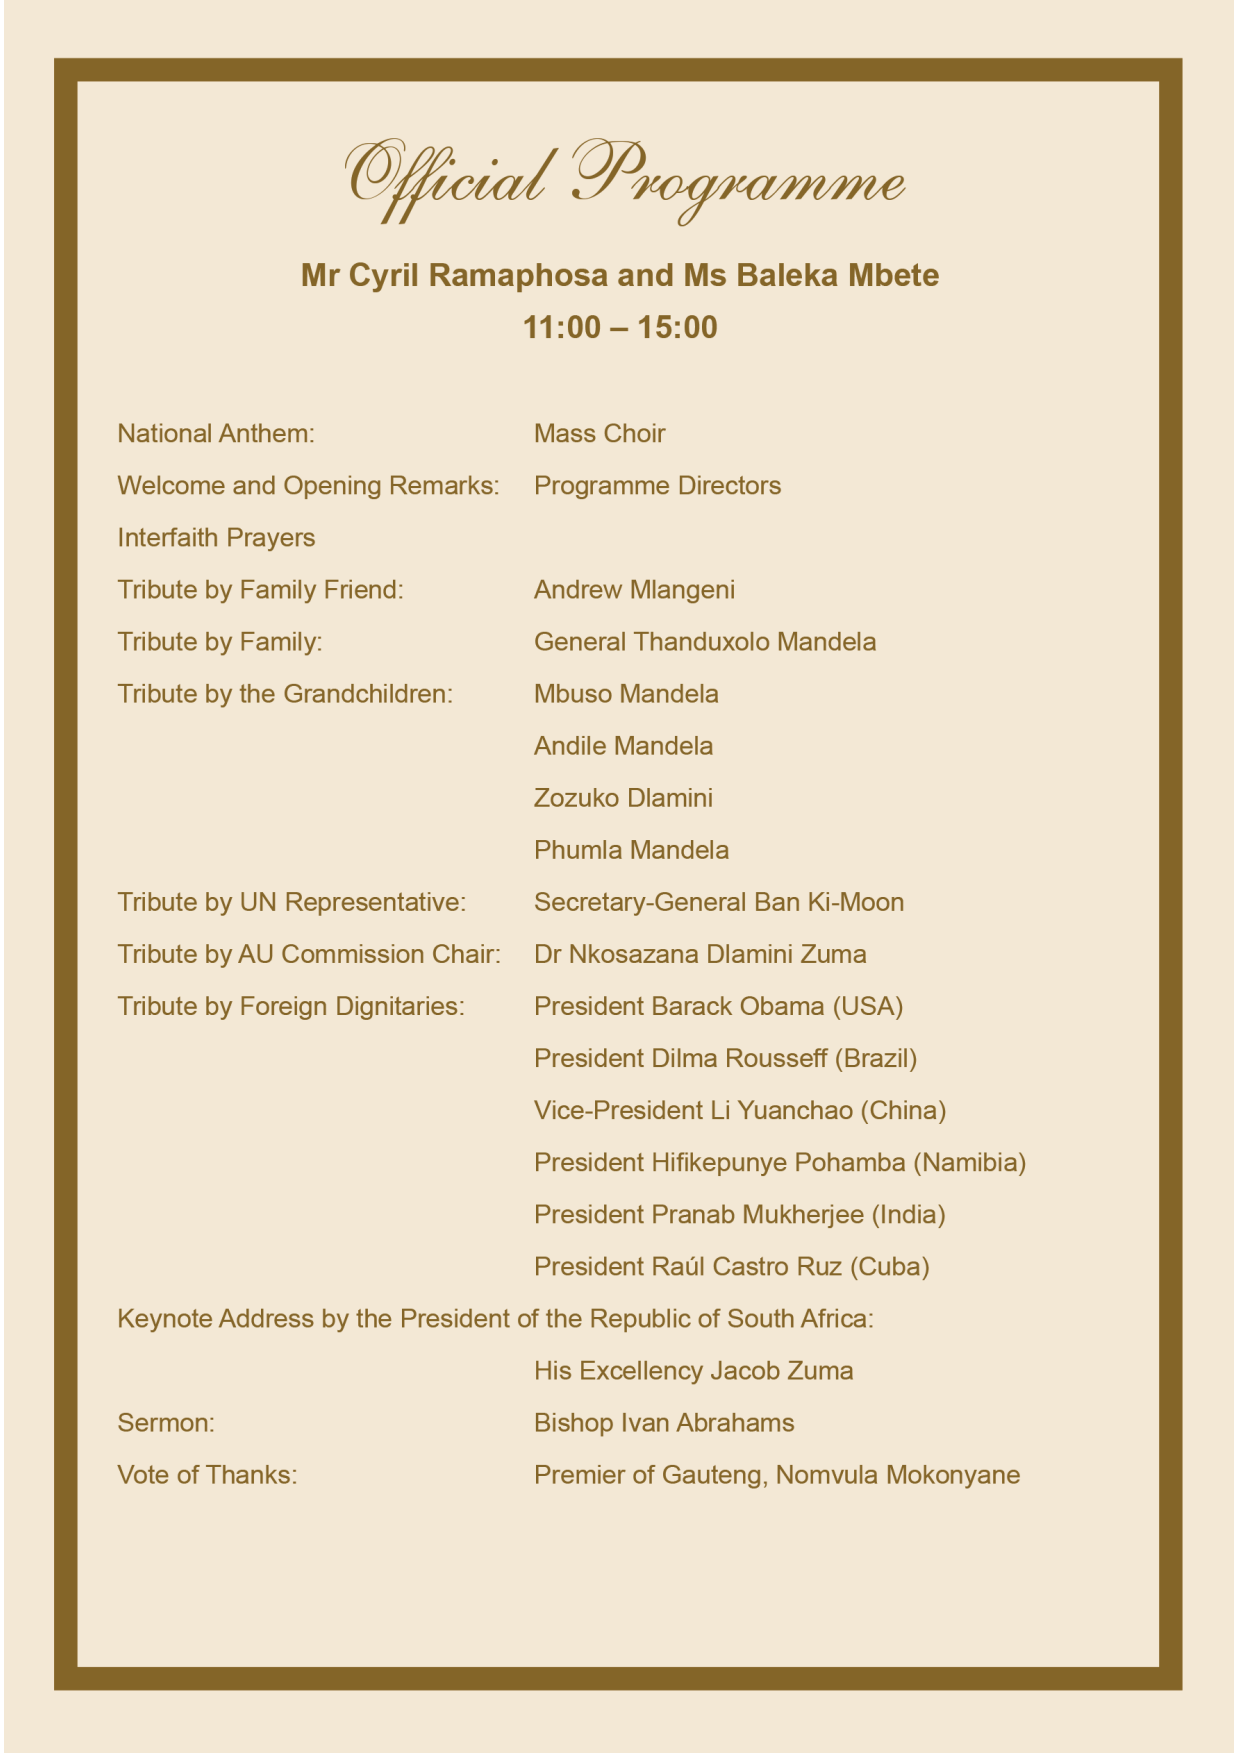 Official Programme
Mr Cyril Ramaphosa and Ms Baleka Mbete
11:00 – 15:00
National Anthem: Mass Choir
Welcome and Opening Remarks: Programme Directors
Interfaith Prayers
Tribute by Family Friend: Andrew Mlangeni
Tribute by Family: General Thanduxolo Mandela
Tribute by the Grandchildren: Mbuso Mandela
Andile Mandela
Zozuko Dlamini
Phumla Mandela
Tribute by UN Representative: Secretary-General Ban Ki-Moon
Tribute by AU Commission Chair: Dr Nkosazana Dlamini Zuma
Tribute by Foreign Dignitaries: President Barack Obama (USA)
President Dilma Rousseff (Brazil)
Vice-President Li Yuanchao (China)
President Hifikepunye Pohamba (Namibia)
President Pranab Mukherjee (India)
President Raúl Castro Ruz (Cuba)
Keynote Address by the President of the Republic of South Africa:
His Excellency Jacob Zuma
Sermon: Bishop Ivan Abrahams
Vote of Thanks: Premier of Gauteng, Nomvula Mokonyane